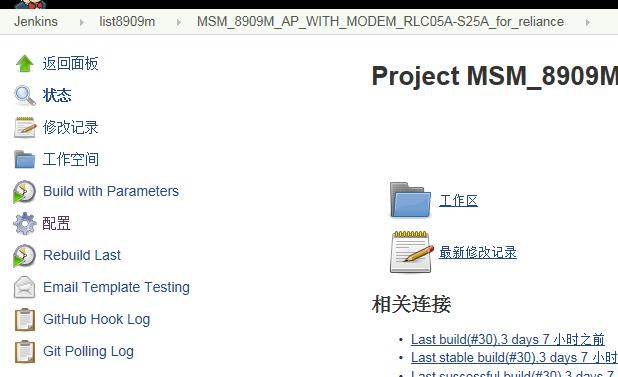 Jenkins list8909m MSM_8909M_AP_WITH_MODEM_RLC05A-S25A_for_reliance
返回面板
状态
修改记录
工作空间
Build with Parameters
配置
Rebuild Last
Email Template Testing
GitHub Hook Log
Git Polling Log
Project MSM_8909M
工作区
最新修改记录
相关连接
Last build(#30),3 days 7 小时之前
Last stable build(#30),3 days 7 小时
Last successful build(#30),3 days 7